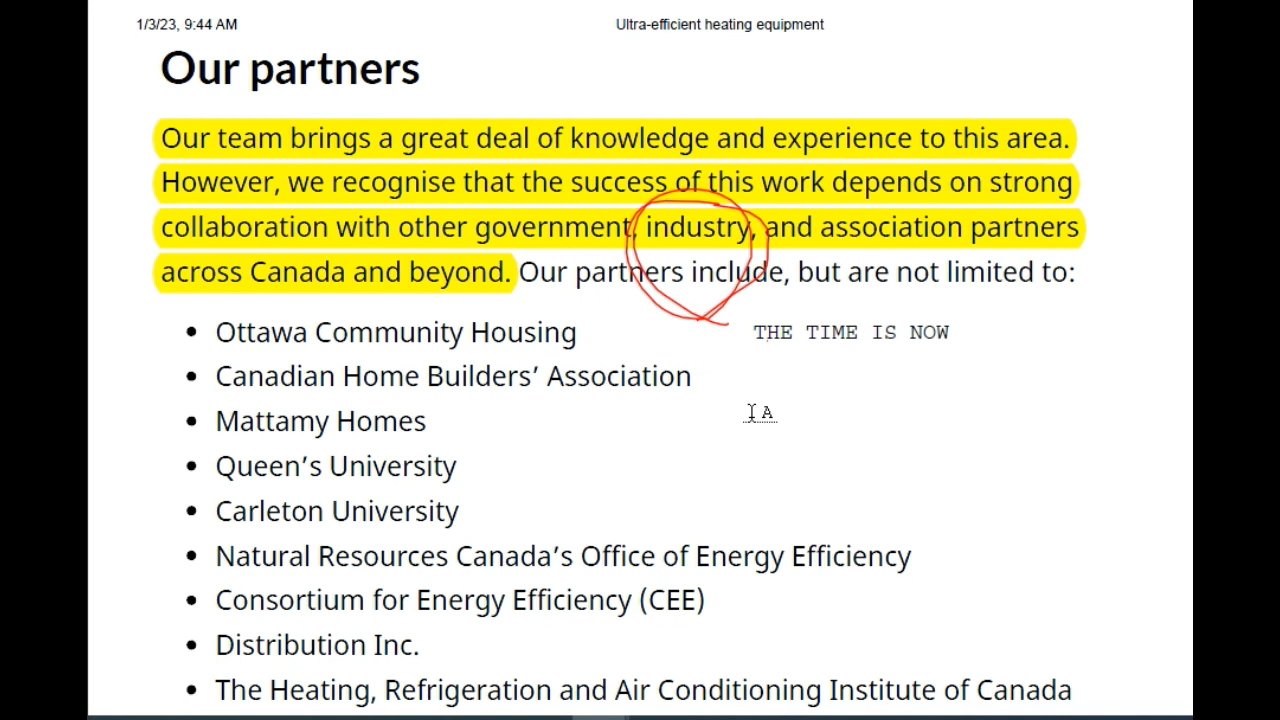 1/3/23, 9:44 AM
Ultra-efficient heating equipment
Our partners
Our team brings a great deal of knowledge and experience to this area.
However, we recognise that the success of this work depends on strong
collaboration with other government, industry, and association partners
across Canada and beyond. Our partners include, but are not limited to:
• Ottawa Community Housing
THE TIME IS NOW
• Canadian Home Builders’ Association
A
• Mattamy Homes
• Queen’s University
• Carleton University
• Natural Resources Canada’s Office of Energy Efficiency
• Consortium for Energy Efficiency (CEE)
• Distribution Inc.
• The Heating, Refrigeration and Air Conditioning Institute of Canada